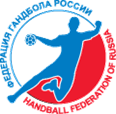 ФЕДЕРАЦИЯ ГАНДБОЛА РОССИИ
HANDBALL FEDERATION OF RUSSIA